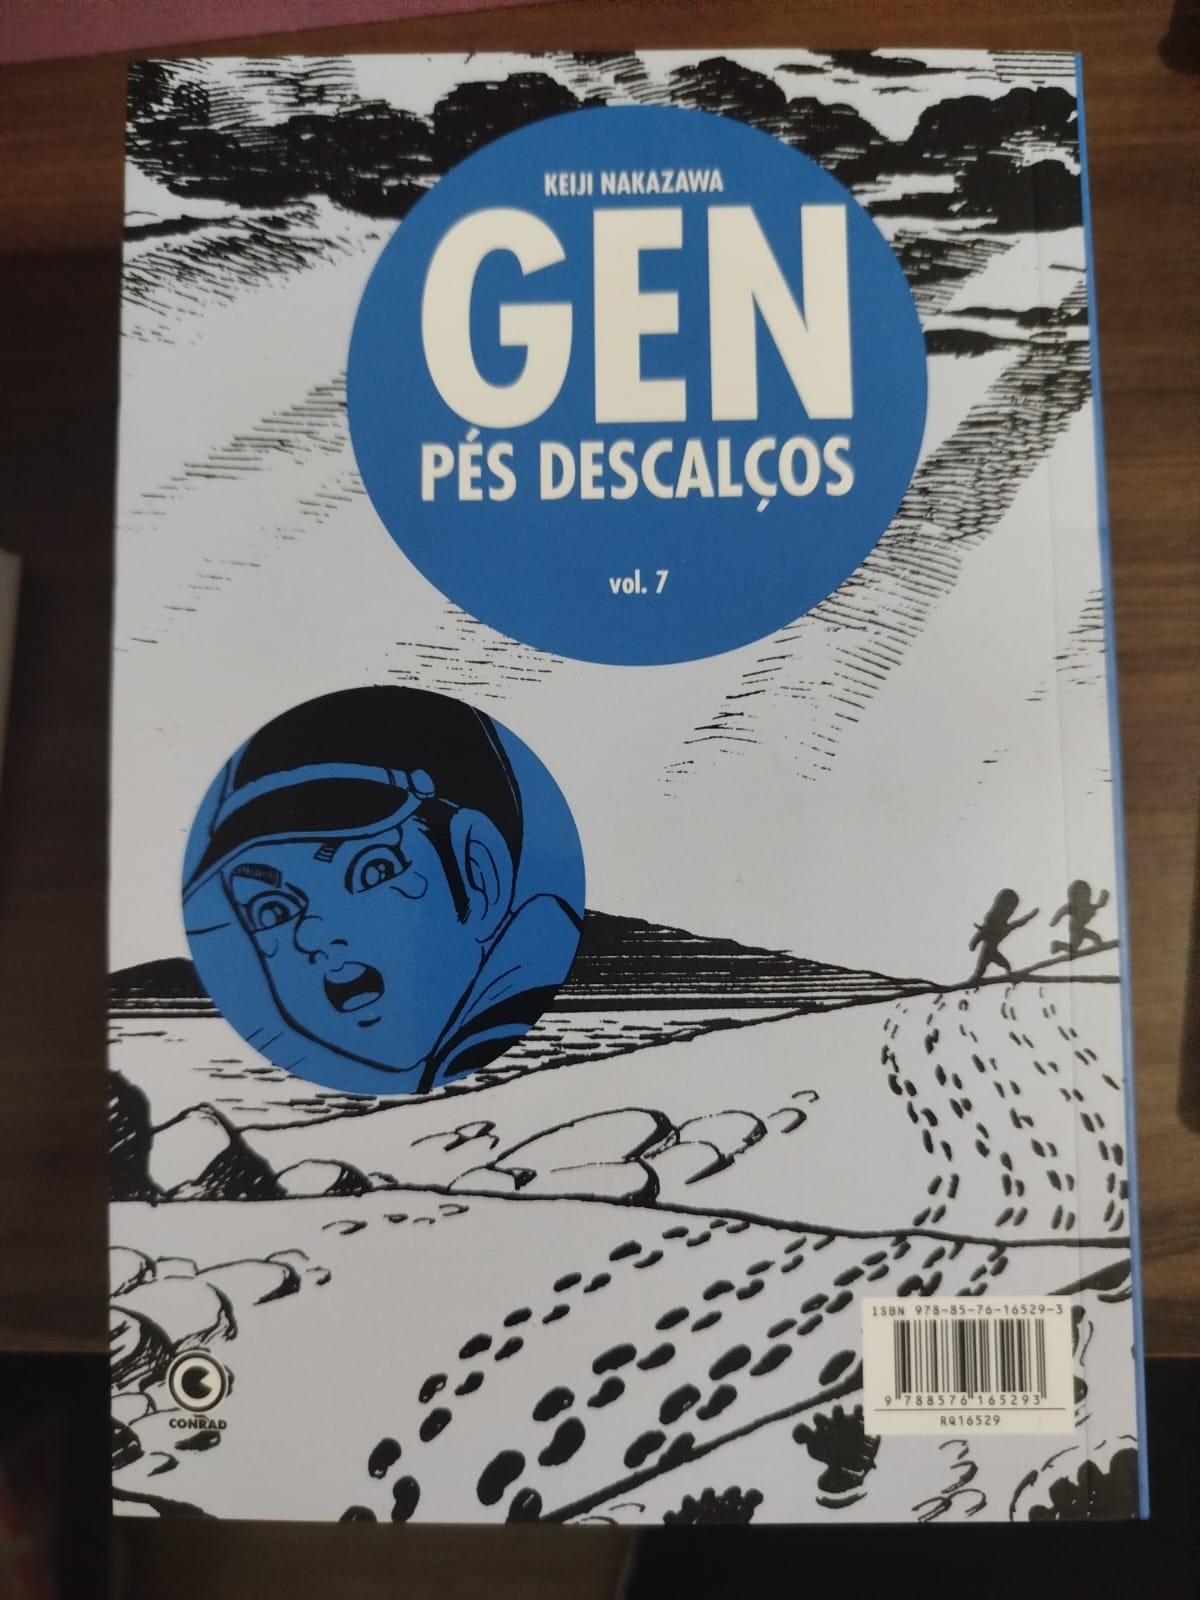 KEIJI NAKAZAWA
GEN
PÉS DESCALÇOS
vol. 7
ISBN 978-85-76-16529-3
9 788576 165293
RQ16529
CONRAD